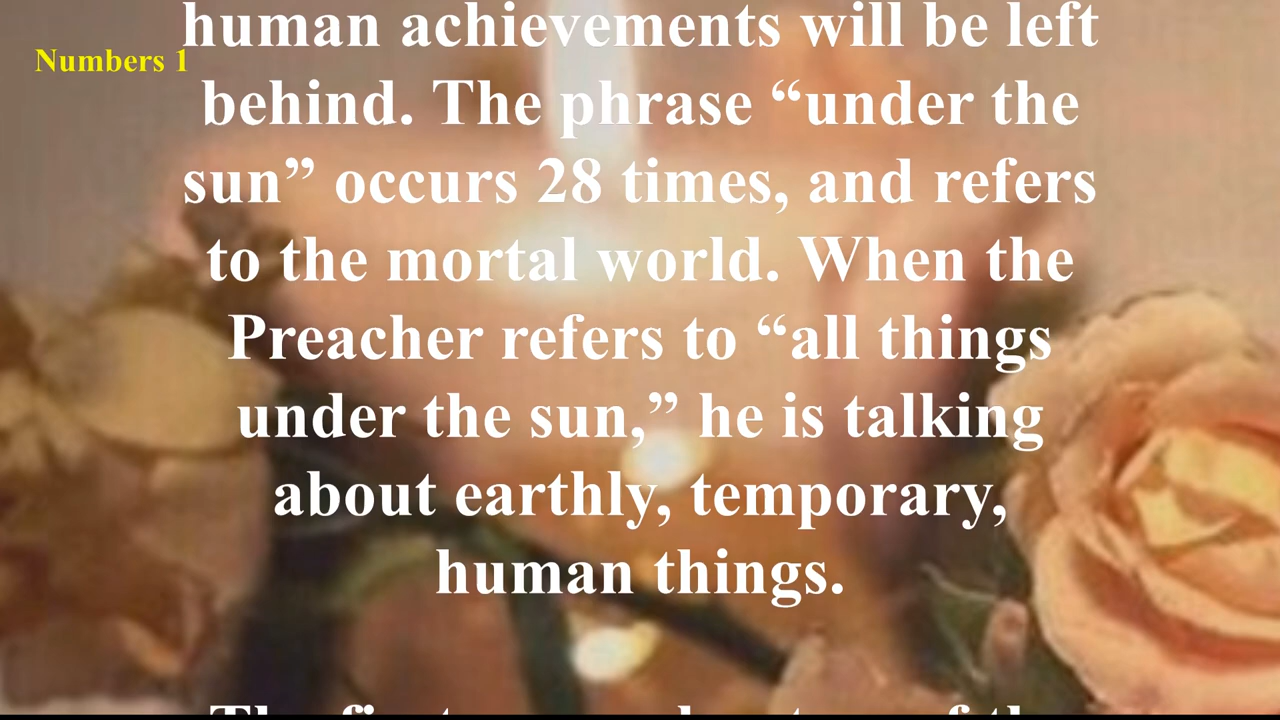 human achievements will be left
Numbers 1
behind. The phrase “under the
sun” occurs 28 times, and refers
to the mortal world. When the
Preacher refers to “all things
under the sun,” he is talking
about earthly, temporary,
human things.